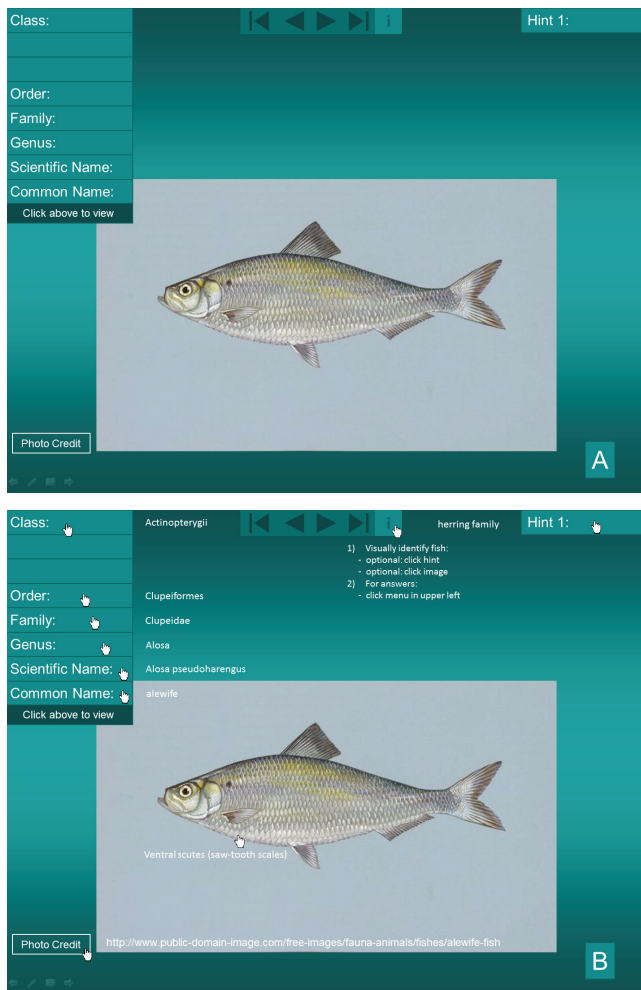 Class:
i
Hint 1:
Order:
Family:
Genus:
Scientific Name:
Common Name:
Click above to view
Photo Credit
A
Class:
Actinopterygii
i
herring family
Hint 1:
1) Visually identify fish:
- optional: click hint
- optional: click image
2) For answers:
- click menu in upper left
Order:
Clupeiformes
Family:
Clupeidae
Genus:
Alosa
Scientific Name:
Alosa pseudoharengus
Common Name:
alewife
Click above to view
Ventral scutes (saw-tooth scales)
Photo Credit
http://www.public-domain-image.com/free-images/fauna-animals/fishes/alewife-fish
B